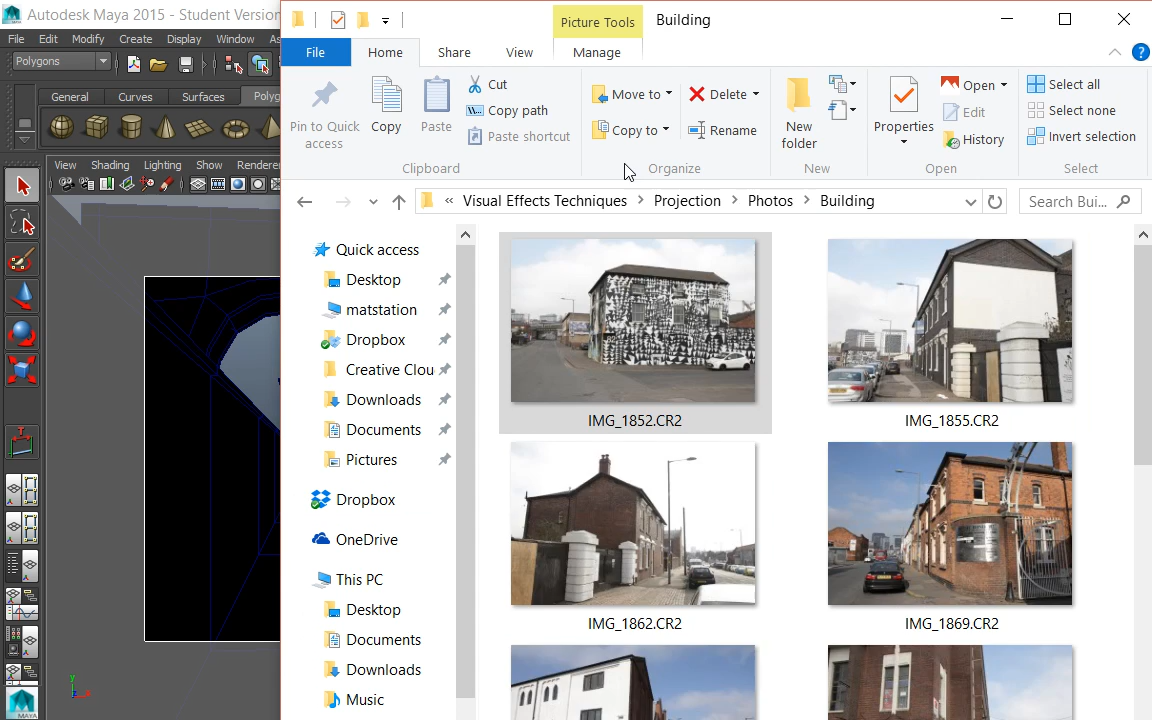 Autodesk Maya 2015 - Student Version
File Edit Modify Create Display Window As
Polygons
General Curves Surfaces Polyg
View Shading Lighting Show Renderer
Picture Tools
Building
File Home Share View Manage
Pin to Quick access
Copy
Paste
Cut
Copy path
Paste shortcut
Clipboard
Move to
Copy to
Delete
Rename
Organize
New folder
New
Properties
Open
Edit
History
Open
Select all
Select none
Invert selection
Select
« Visual Effects Techniques > Projection > Photos > Building
Search Bui...
Quick access
Desktop
matstation
Dropbox
Creative Clou
Downloads
Documents
Pictures
Dropbox
OneDrive
This PC
Desktop
Documents
Downloads
Music
IMG_1852.CR2
IMG_1855.CR2
IMG_1862.CR2
IMG_1869.CR2
MAYA
y